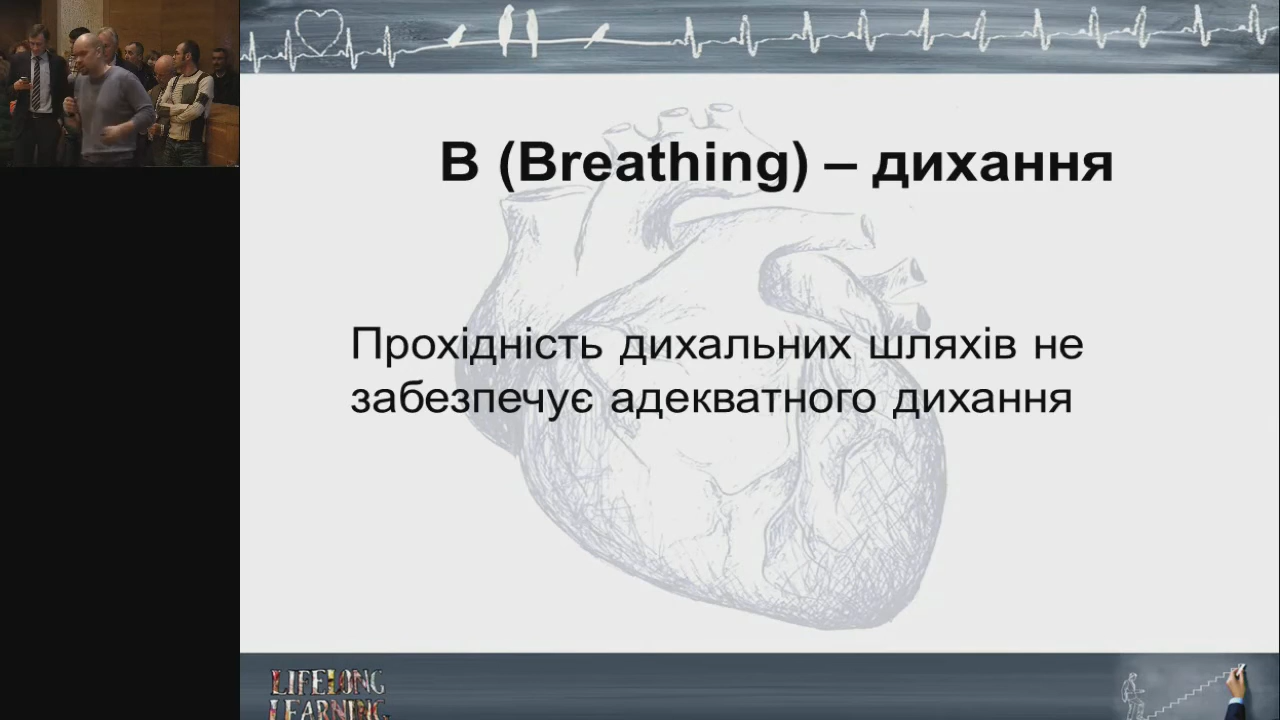 B (Breathing) – дихання
Прохідність дихальних шляхів не
забезпечує адекватного дихання
LIFELONG
LEARNING